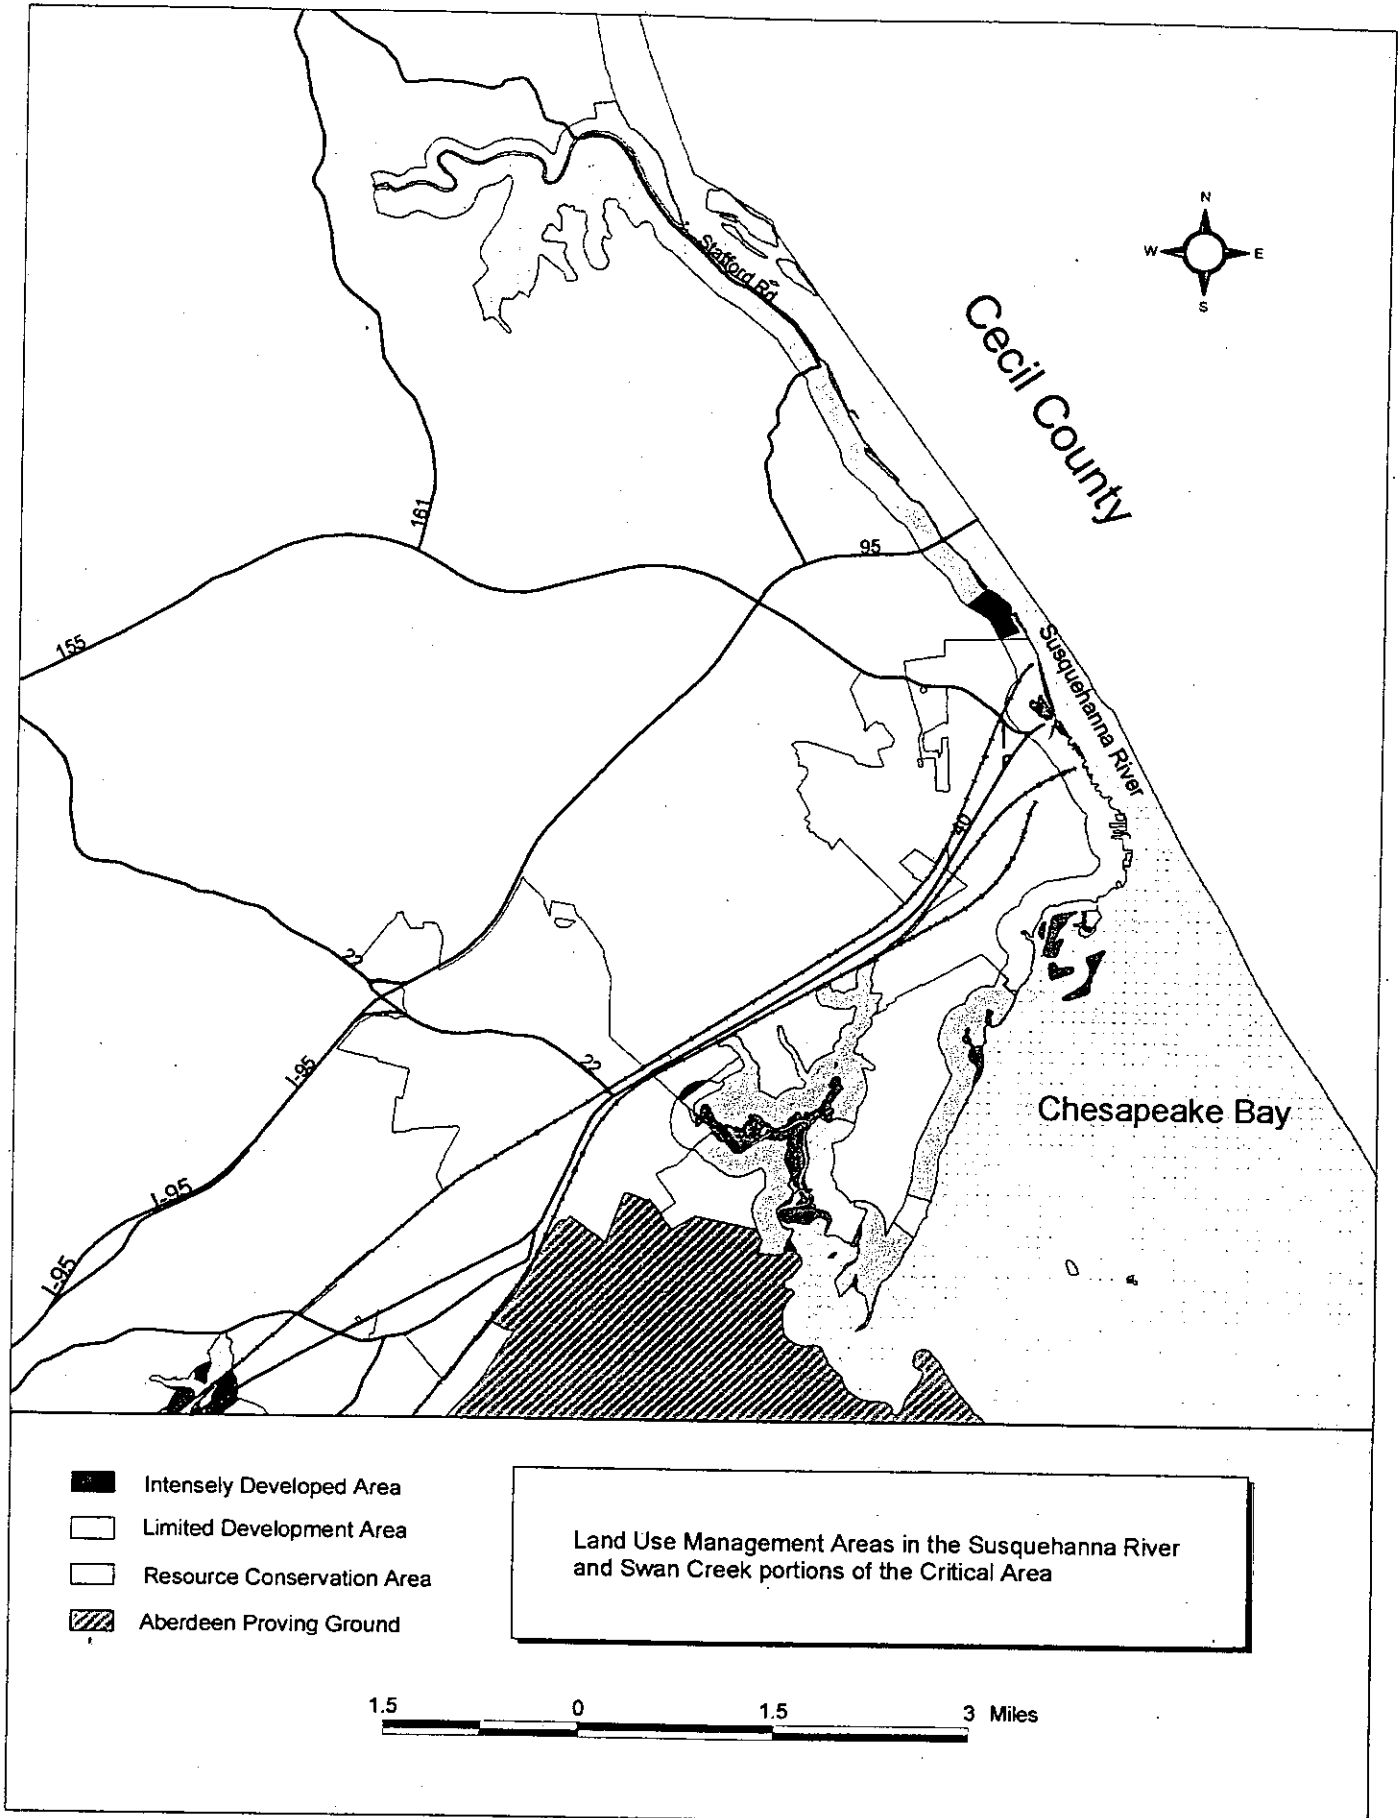 N
W E
S
Stafford Rd
Cecil County
161
95
155
Susquehanna River
40
22
I-95
22
Chesapeake Bay
I-95
I-95
Intensely Developed Area
Limited Development Area
Resource Conservation Area
Aberdeen Proving Ground
Land Use Management Areas in the Susquehanna River
and Swan Creek portions of the Critical Area
1.5 0 1.5 3 Miles